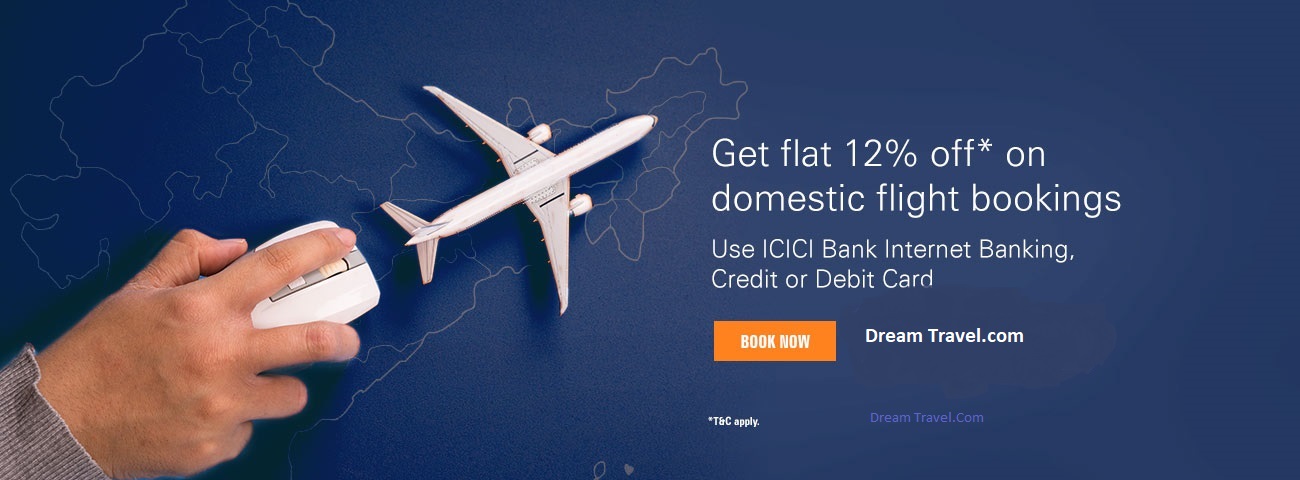 Get flat 12% off* on
domestic flight bookings
Use ICICI Bank Internet Banking,
Credit or Debit Card
BOOK NOW
Dream Travel.com
*T&C apply.
Dream Travel.Com